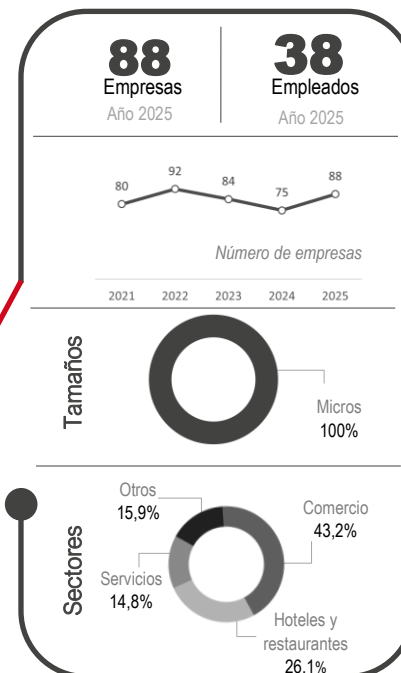 88
Empresas
Año 2025
38
Empleados
Año 2025
80
92
84
75
88
Número de empresas
2021 2022 2023 2024 2025
Tamaños
Micros
100%
Sectores
Otros
15,9%
Comercio
43,2%
Servicios
14,8%
Hoteles y
restaurantes
26,1%